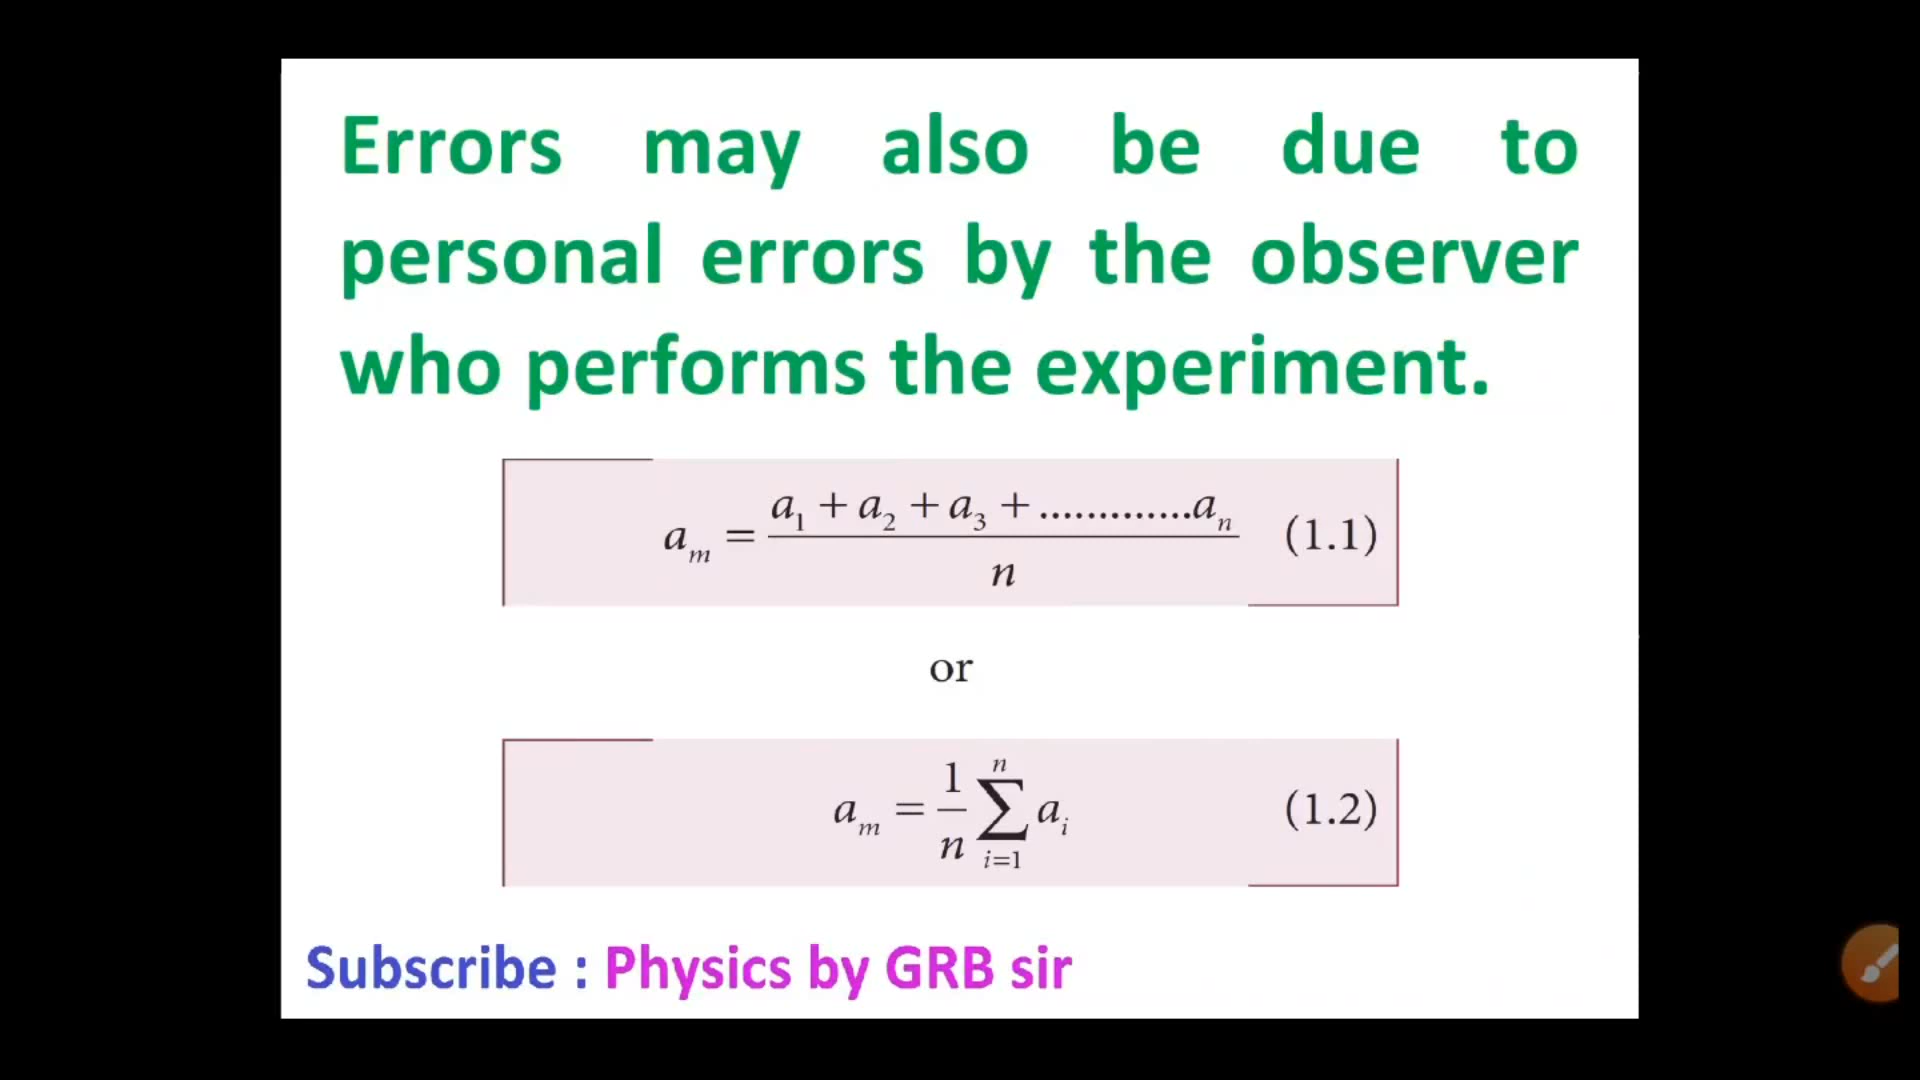 Errors may also be due to
personal errors by the observer
who performs the experiment.
a_m = (a_1 + a_2 + a_3 + .............a_n) / n (1.1)
or
a_m = 1/n ∑_{i=1}^{n} a_i (1.2)
Subscribe : Physics by GRB sir